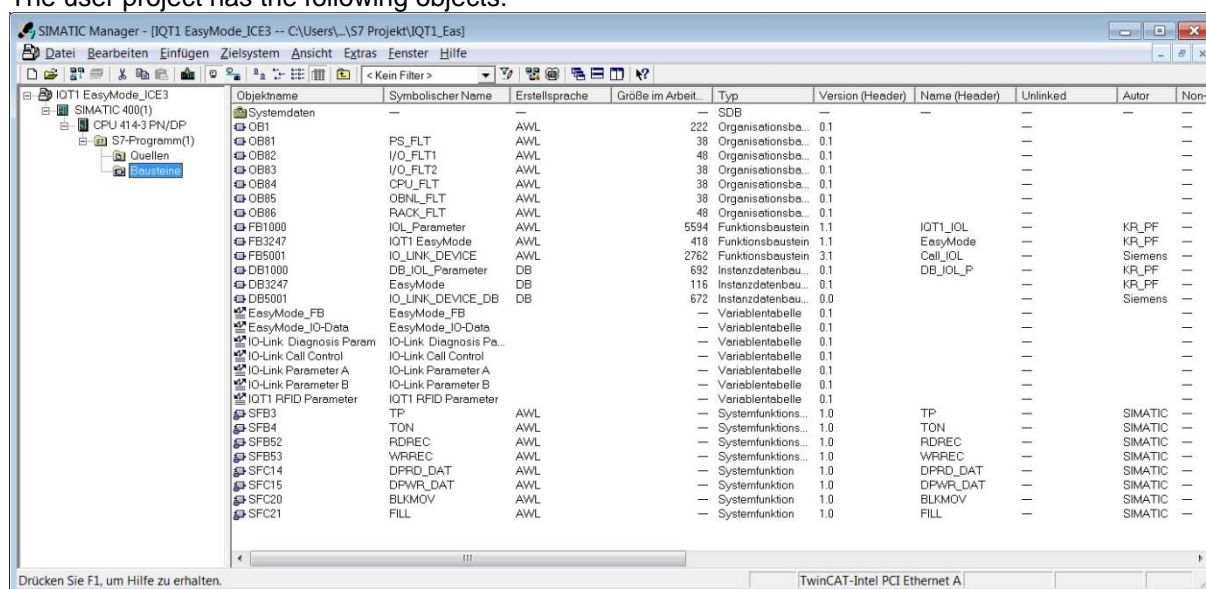 The user project has the following objects:
SIMATIC Manager - [IQT1 EasyMode_ICE3 -- C:\Users\...\S7 Projekt\IQT1_Eas]
Datei Bearbeiten Einfügen Zielsystem Ansicht Extras Fenster Hilfe
< Kein Filter >
IQT1 EasyMode_ICE3
SIMATIC 400(1)
CPU 414-3 PN/DP
S7-Programm(1)
Quellen
Bausteine
Objektname Symbolischer Name Erstellsprache Größe im Arbeit... Typ Version (Header) Name (Header) Unlinked Autor Non-
Systemdaten — — — SDB — — — — —
OB1 AWL 222 Organisationsba... 0.1 — —
OB81 PS_FLT AWL 38 Organisationsba... 0.1 — —
OB82 I/O_FLT1 AWL 48 Organisationsba... 0.1 — —
OB83 I/O_FLT2 AWL 38 Organisationsba... 0.1 — —
OB84 CPU_FLT AWL 38 Organisationsba... 0.1 — —
OB85 OBNL_FLT AWL 38 Organisationsba... 0.1 — —
OB86 RACK_FLT AWL 48 Organisationsba... 0.1 — —
FB1000 IOL_Parameter AWL 5594 Funktionsbaustein 1.1 IQT1_IOL — KR_PF —
FB3247 IQT1 EasyMode AWL 418 Funktionsbaustein 1.1 EasyMode — KR_PF —
FB5001 IO_LINK_DEVICE AWL 2762 Funktionsbaustein 3.1 Call_IOL — Siemens —
DB1000 DB_IOL_Parameter DB 692 Instanzdatenbau... 0.1 DB_IOL_P — KR_PF —
DB3247 EasyMode DB 116 Instanzdatenbau... 0.1 — KR_PF —
DB5001 IO_LINK_DEVICE_DB DB 672 Instanzdatenbau... 0.0 — Siemens —
EasyMode_FB EasyMode_FB — Variablentabelle 0.1 — —
EasyMode_IO-Data EasyMode_IO-Data — Variablentabelle 0.1 — —
IO-Link Diagnosis Param IO-Link Diagnosis Pa... — Variablentabelle 0.1 — —
IO-Link Call Control IO-Link Call Control — Variablentabelle 0.1 — —
IO-Link Parameter A IO-Link Parameter A — Variablentabelle 0.1 — —
IO-Link Parameter B IO-Link Parameter B — Variablentabelle 0.1 — —
IQT1 RFID Parameter IQT1 RFID Parameter — Variablentabelle 0.1 — —
SFB3 TP AWL — Systemfunktions... 1.0 TP — SIMATIC —
SFB4 TON AWL — Systemfunktions... 1.0 TON — SIMATIC —
SFB52 RDREC AWL — Systemfunktions... 1.0 RDREC — SIMATIC —
SFB53 WRREC AWL — Systemfunktions... 1.0 WRREC — SIMATIC —
SFC14 DPRD_DAT AWL — Systemfunktion 1.0 DPRD_DAT — SIMATIC —
SFC15 DPWR_DAT AWL — Systemfunktion 1.0 DPWR_DAT — SIMATIC —
SFC20 BLKMOV AWL — Systemfunktion 1.0 BLKMOV — SIMATIC —
SFC21 FILL AWL — Systemfunktion 1.0 FILL — SIMATIC —
Drücken Sie F1, um Hilfe zu erhalten.
TwinCAT-Intel PCI Ethernet A